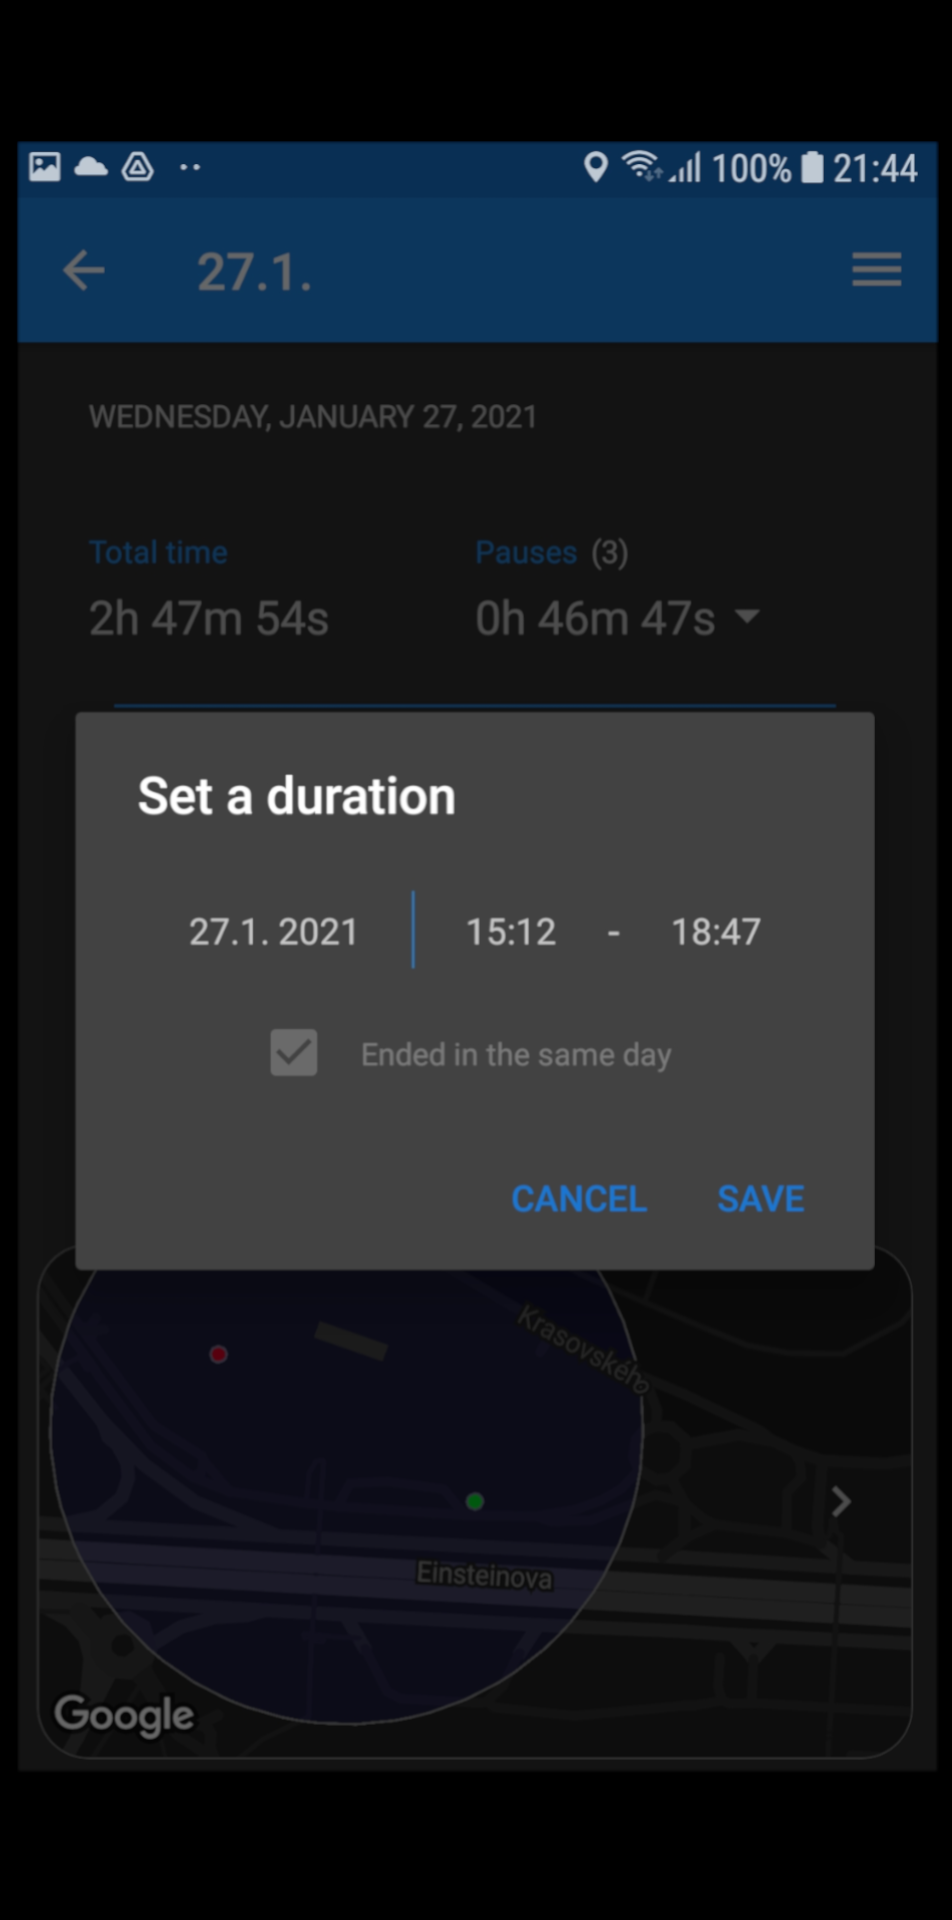 100% 21:44
27.1.
WEDNESDAY, JANUARY 27, 2021
Total time Pauses (3)
2h 47m 54s 0h 46m 47s
Set a duration
27.1. 2021 15:12 - 18:47
Ended in the same day
CANCEL SAVE
Krasovského
Einsteinova
Google